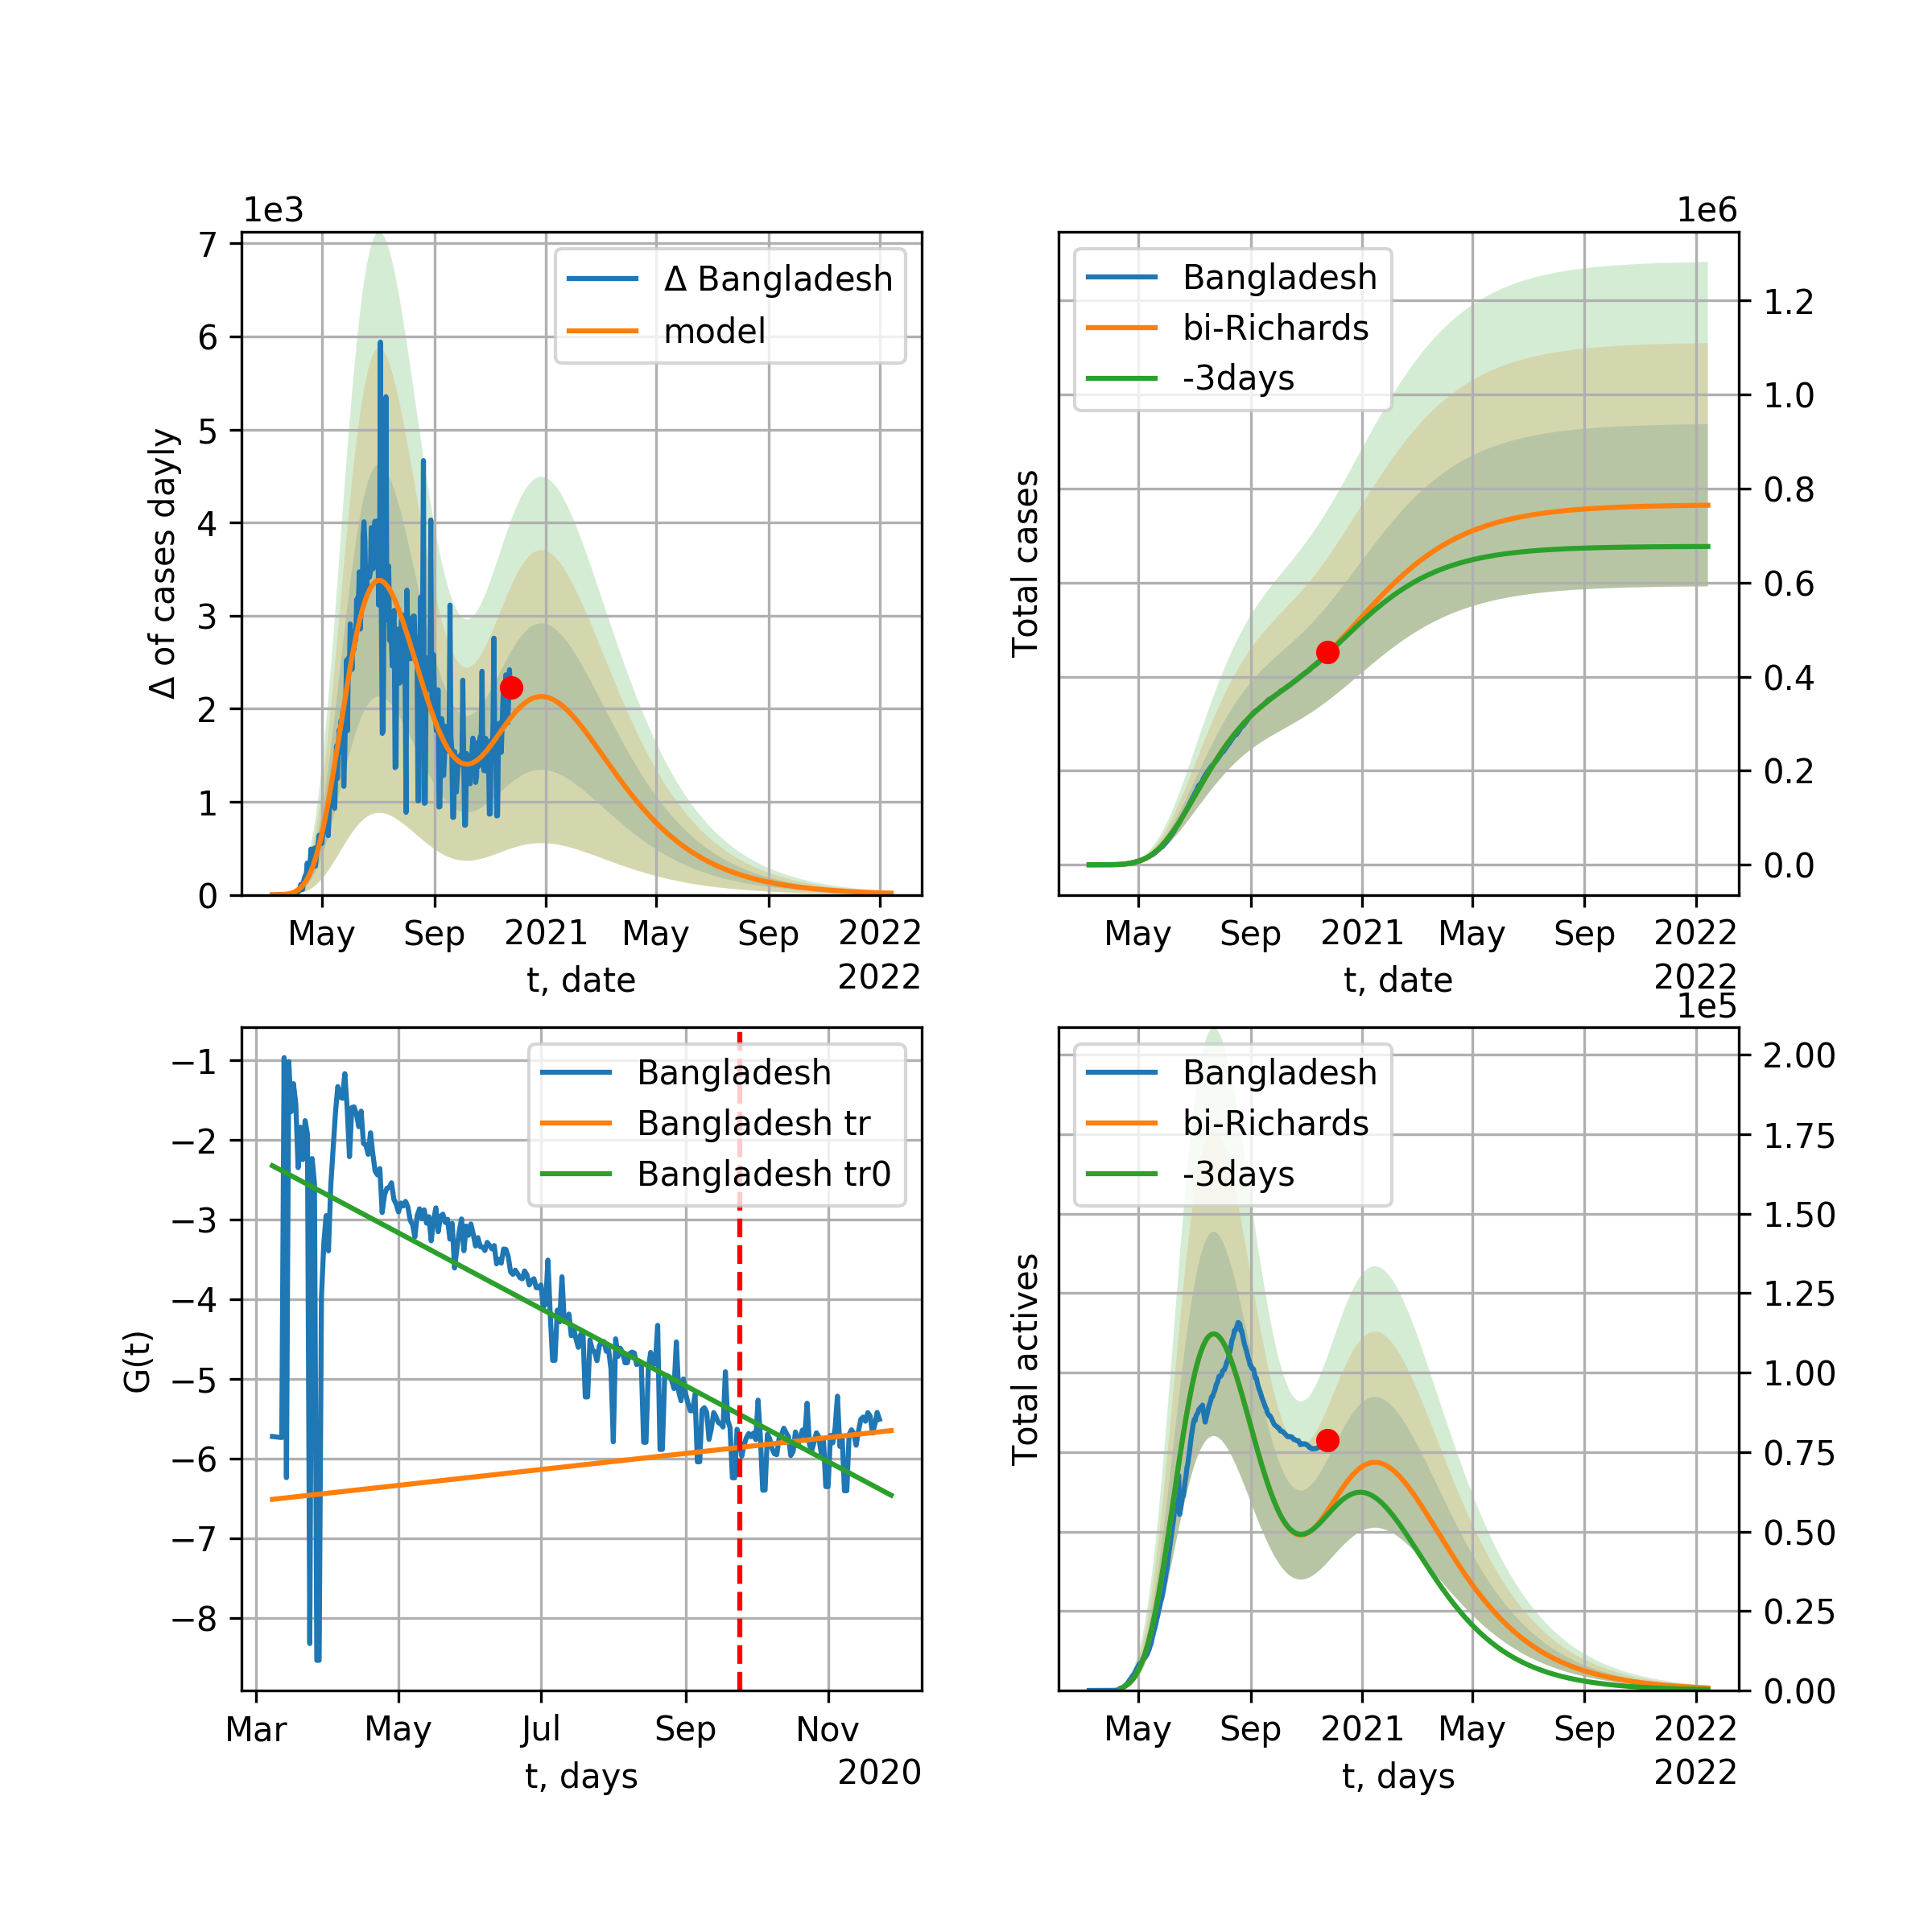 1e3
7
6
5
4
3
2
1
0
Δ of cases dayly
Δ Bangladesh
model
May Sep 2021 May Sep 2022
t, date
2022
1e6
Bangladesh
bi-Richards
-3days
Total cases
1.2
1.0
0.8
0.6
0.4
0.2
0.0
May Sep 2021 May Sep 2022
t, date
2022
−1
−2
−3
−4
−5
−6
−7
−8
G(t)
Bangladesh
Bangladesh tr
Bangladesh tr0
Mar May Jul Sep Nov
t, days
2020
1e5
Bangladesh
bi-Richards
-3days
Total actives
2.00
1.75
1.50
1.25
1.00
0.75
0.50
0.25
0.00
May Sep 2021 May Sep 2022
t, days
2022